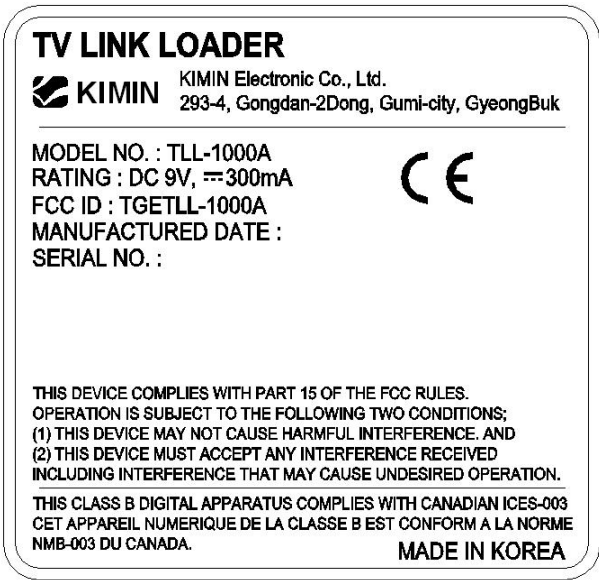 TV LINK LOADER
KIMIN
KIMIN Electronic Co., Ltd.
293-4, Gongdan-2Dong, Gumi-city, GyeongBuk
MODEL NO. : TLL-1000A
RATING : DC 9V, ⎓300mA
FCC ID : TGETLL-1000A
MANUFACTURED DATE :
SERIAL NO. :
CE
THIS DEVICE COMPLIES WITH PART 15 OF THE FCC RULES.
OPERATION IS SUBJECT TO THE FOLLOWING TWO CONDITIONS;
(1) THIS DEVICE MAY NOT CAUSE HARMFUL INTERFERENCE. AND
(2) THIS DEVICE MUST ACCEPT ANY INTERFERENCE RECEIVED
INCLUDING INTERFERENCE THAT MAY CAUSE UNDESIRED OPERATION.
THIS CLASS B DIGITAL APPARATUS COMPLIES WITH CANADIAN ICES-003
CET APPAREIL NUMERIQUE DE LA CLASSE B EST CONFORM A LA NORME
NMB-003 DU CANADA.
MADE IN KOREA